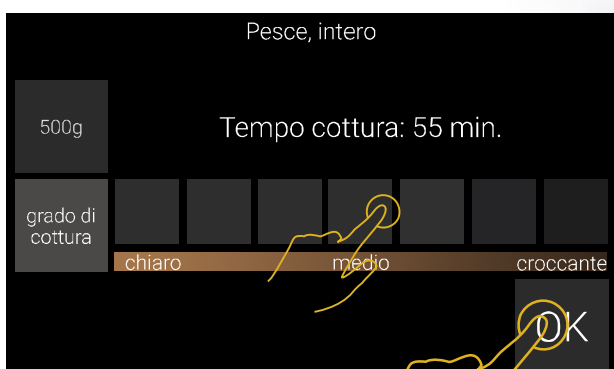 Pesce, intero
500g
Tempo cottura: 55 min.
grado di
cottura
chiaro medio croccante
OK